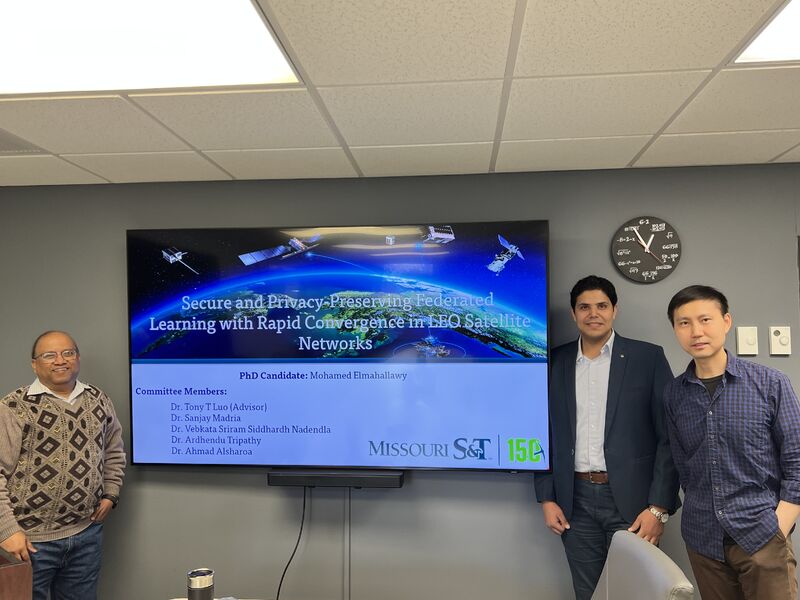 Secure and Privacy-Preserving Federated
Learning with Rapid Convergence in LEO Satellite
Networks
PhD Candidate: Mohamed Elmahallawy
Committee Members:
Dr. Tony T Luo (Advisor)
Dr. Sanjay Madria
Dr. Vebkata Sriram Siddhardh Nadendla
Dr. Ardhendu Tripathy
Dr. Ahmad Alsharoa
MISSOURI S&T 150